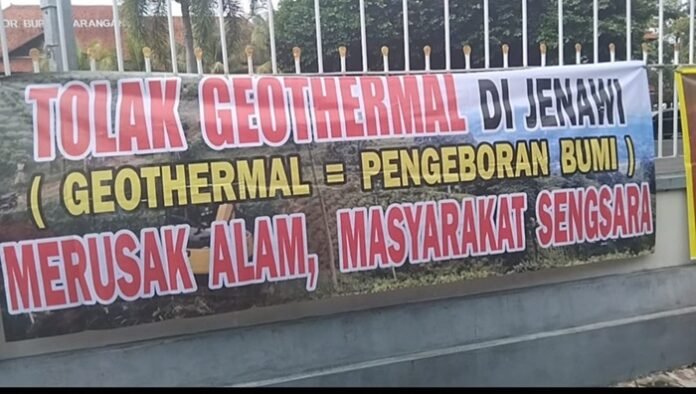 TOLAK GEOTHERMAL DI JENAWI
( GEOTHERMAL = PENGEBORAN BUMI )
MERUSAK ALAM, MASYARAKAT SENGSARA